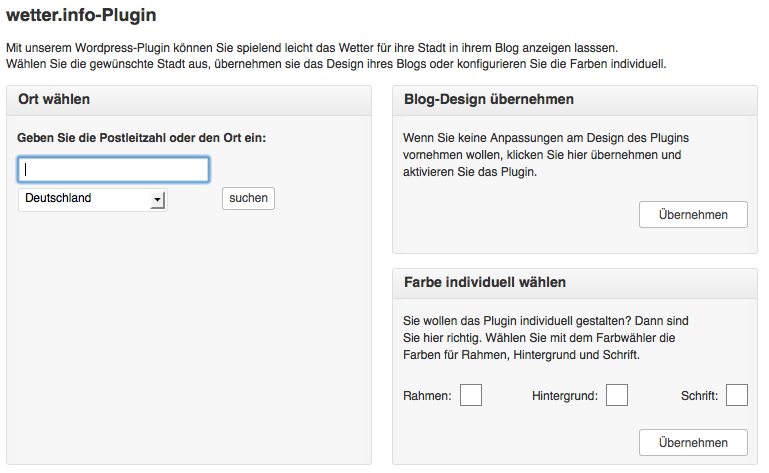 wetter.info-Plugin
Mit unserem Wordpress-Plugin können Sie spielend leicht das Wetter für ihre Stadt in ihrem Blog anzeigen lasssen.
Wählen Sie die gewünschte Stadt aus, übernehmen sie das Design ihres Blogs oder konfigurieren Sie die Farben individuell.
Ort wählen
Geben Sie die Postleitzahl oder den Ort ein:
Deutschland
suchen
Blog-Design übernehmen
Wenn Sie keine Anpassungen am Design des Plugins
vornehmen wollen, klicken Sie hier übernehmen und
aktivieren Sie das Plugin.
Übernehmen
Farbe individuell wählen
Sie wollen das Plugin individuell gestalten? Dann sind
Sie hier richtig. Wählen Sie mit dem Farbwähler die
Farben für Rahmen, Hintergrund und Schrift.
Rahmen: Hintergrund: Schrift:
Übernehmen